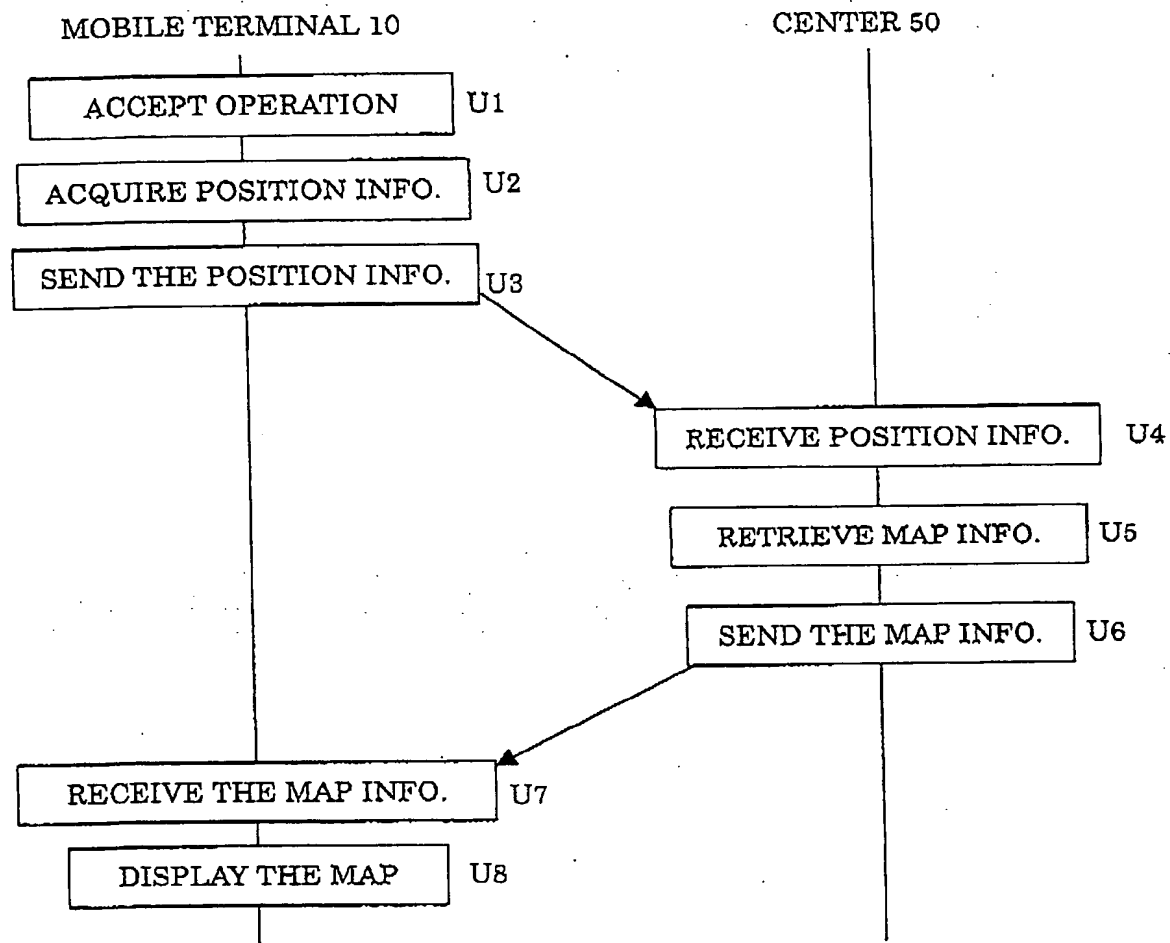 MOBILE TERMINAL 10
CENTER 50
ACCEPT OPERATION U1
ACQUIRE POSITION INFO. U2
SEND THE POSITION INFO. U3
RECEIVE POSITION INFO. U4
RETRIEVE MAP INFO. U5
SEND THE MAP INFO. U6
RECEIVE THE MAP INFO. U7
DISPLAY THE MAP U8